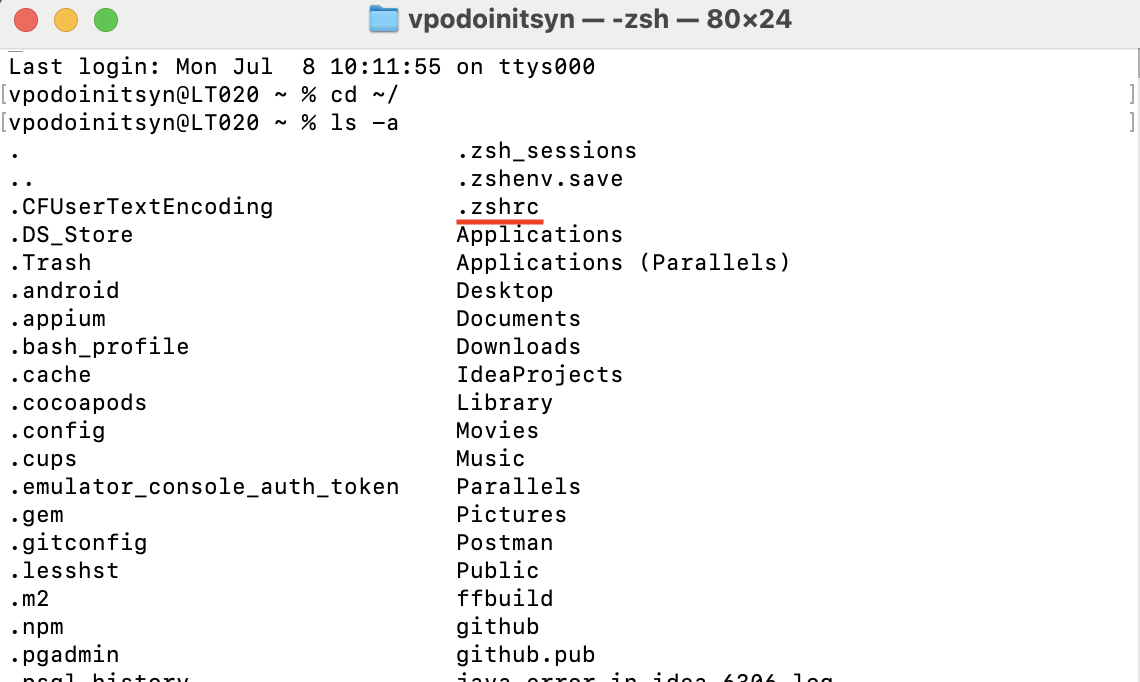 vpodoinitsyn — -zsh — 80×24
Last login: Mon Jul  8 10:11:55 on ttys000
[vpodoinitsyn@LT020 ~ % cd ~/ ]
[vpodoinitsyn@LT020 ~ % ls -a ]
.                                .zsh_sessions
..                               .zshenv.save
.CFUserTextEncoding              .zshrc
.DS_Store                        Applications
.Trash                           Applications (Parallels)
.android                         Desktop
.appium                          Documents
.bash_profile                    Downloads
.cache                           IdeaProjects
.cocoapods                       Library
.config                          Movies
.cups                            Music
.emulator_console_auth_token     Parallels
.gem                             Pictures
.gitconfig                       Postman
.lesshst                         Public
.m2                              ffbuild
.npm                             github
.pgadmin                         github.pub
.psql_history                    java_error_in_idea_6306.log